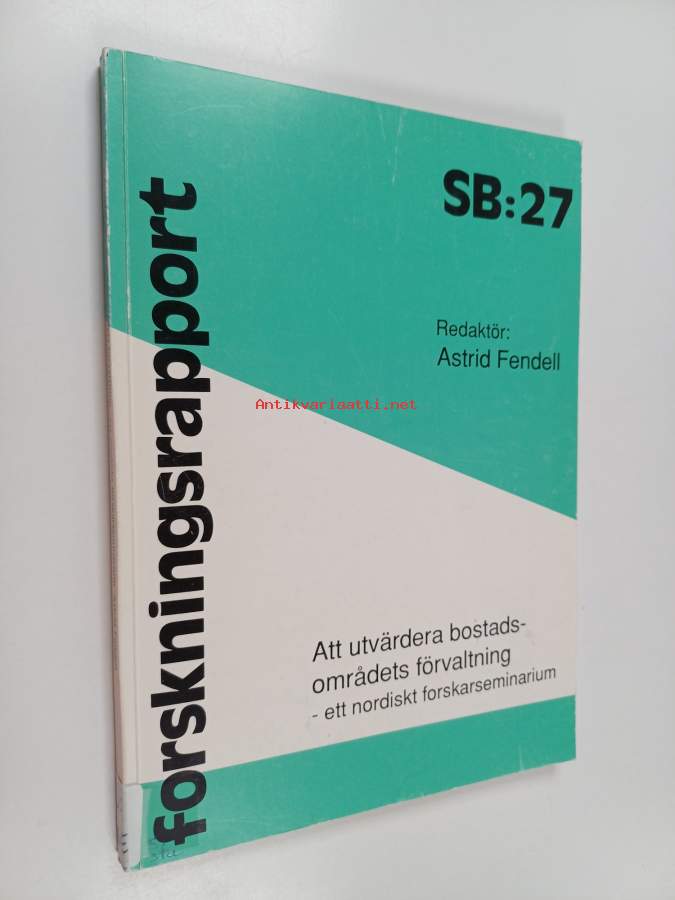 forskningsrapport
SB:27
Redaktör:
Astrid Fendell
Antikvariaatti.net
Att utvärdera bostads-
områdets förvaltning
- ett nordiskt forskarseminarium